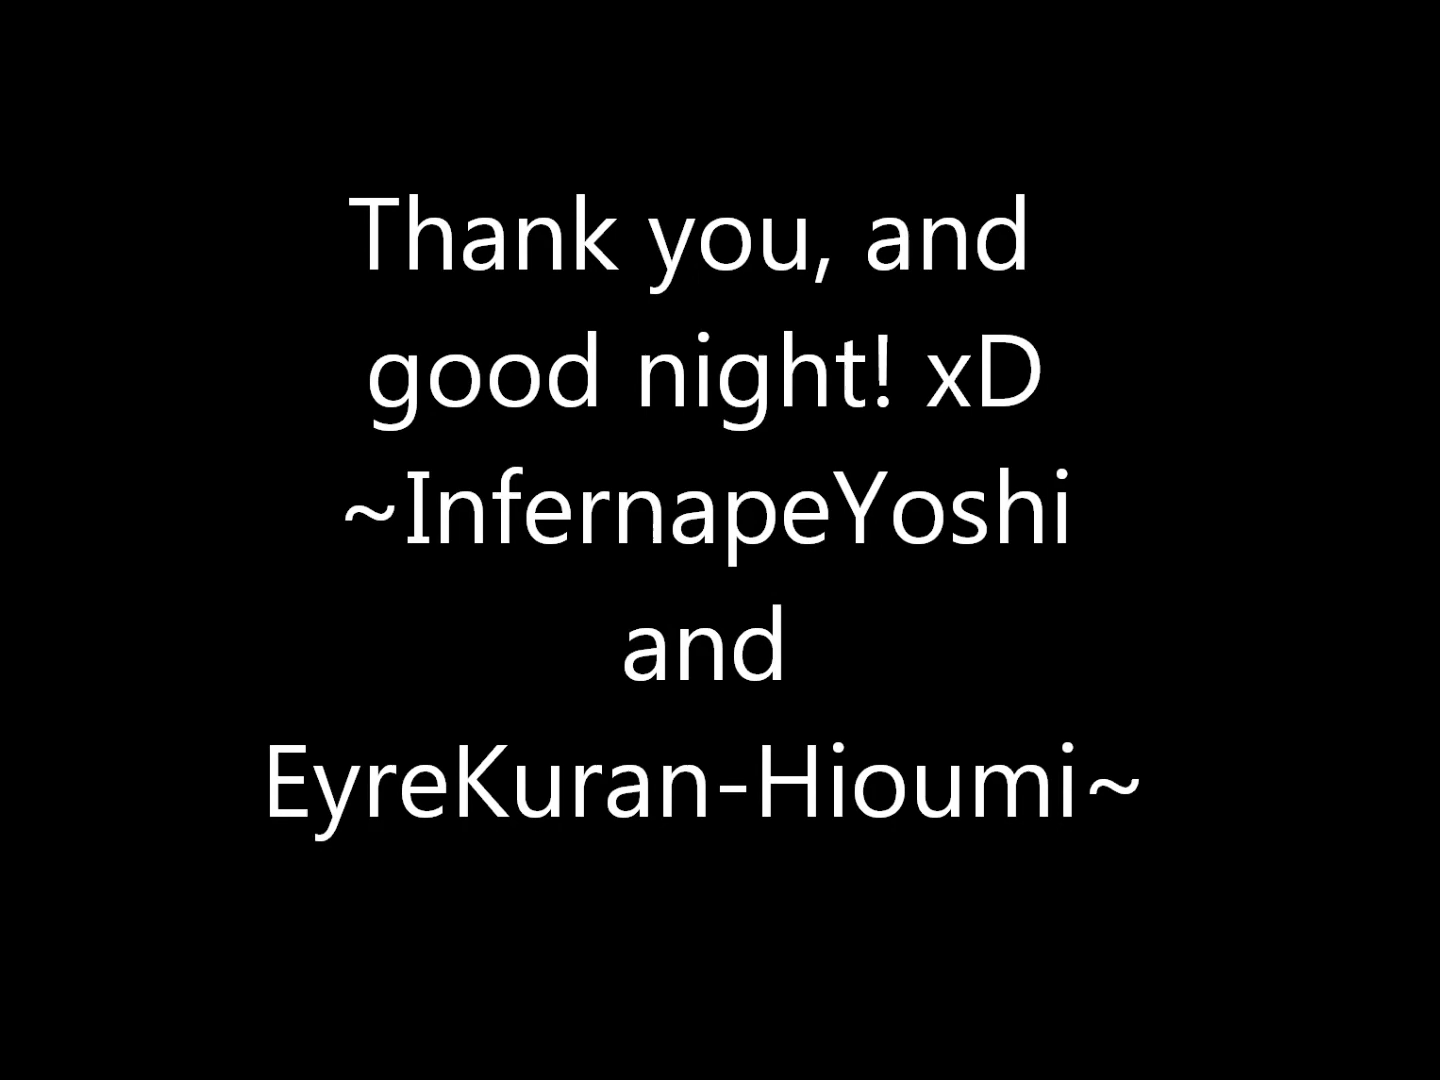 Thank you, and
good night! xD
~InfernapeYoshi
and
EyreKuran-Hioumi~